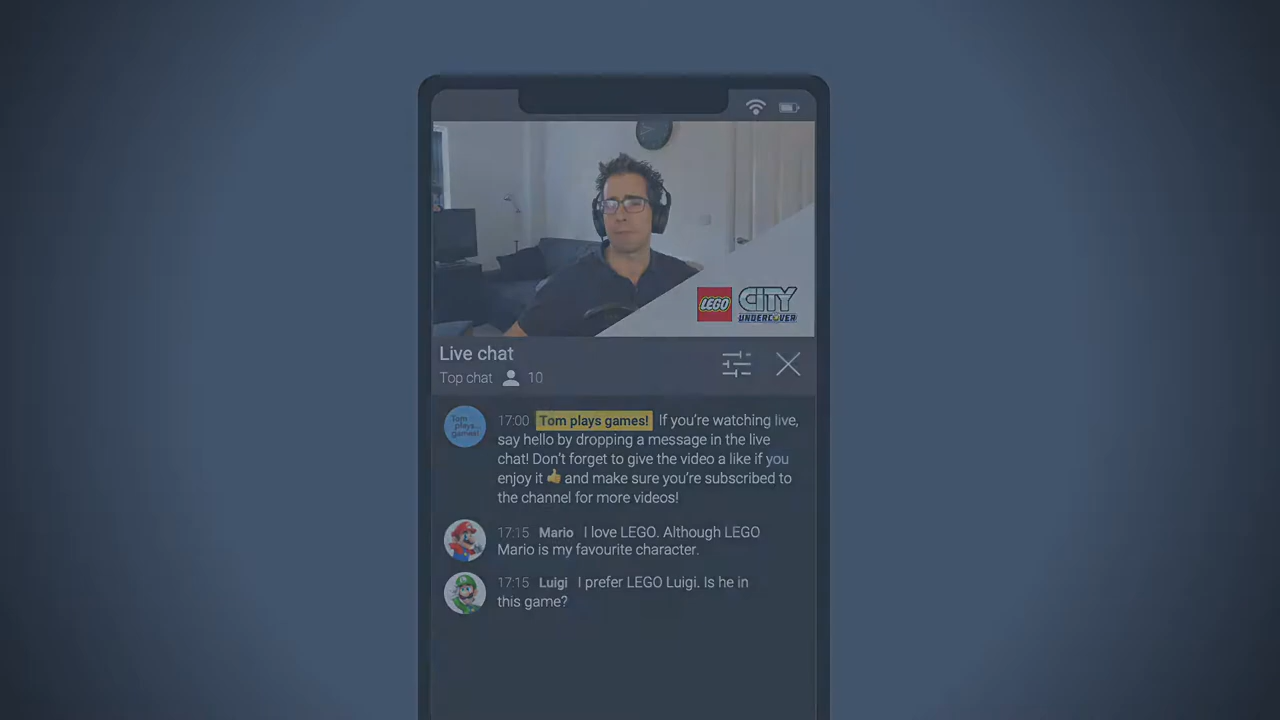 LEGO CITY
UNDERCOVER
Live chat
Top chat 10
Tom
plays...
games!
17:00 Tom plays games! If you're watching live,
say hello by dropping a message in the live
chat! Don't forget to give the video a like if you
enjoy it 👍 and make sure you're subscribed to
the channel for more videos!
17:15 Mario I love LEGO. Although LEGO
Mario is my favourite character.
17:15 Luigi I prefer LEGO Luigi. Is he in
this game?